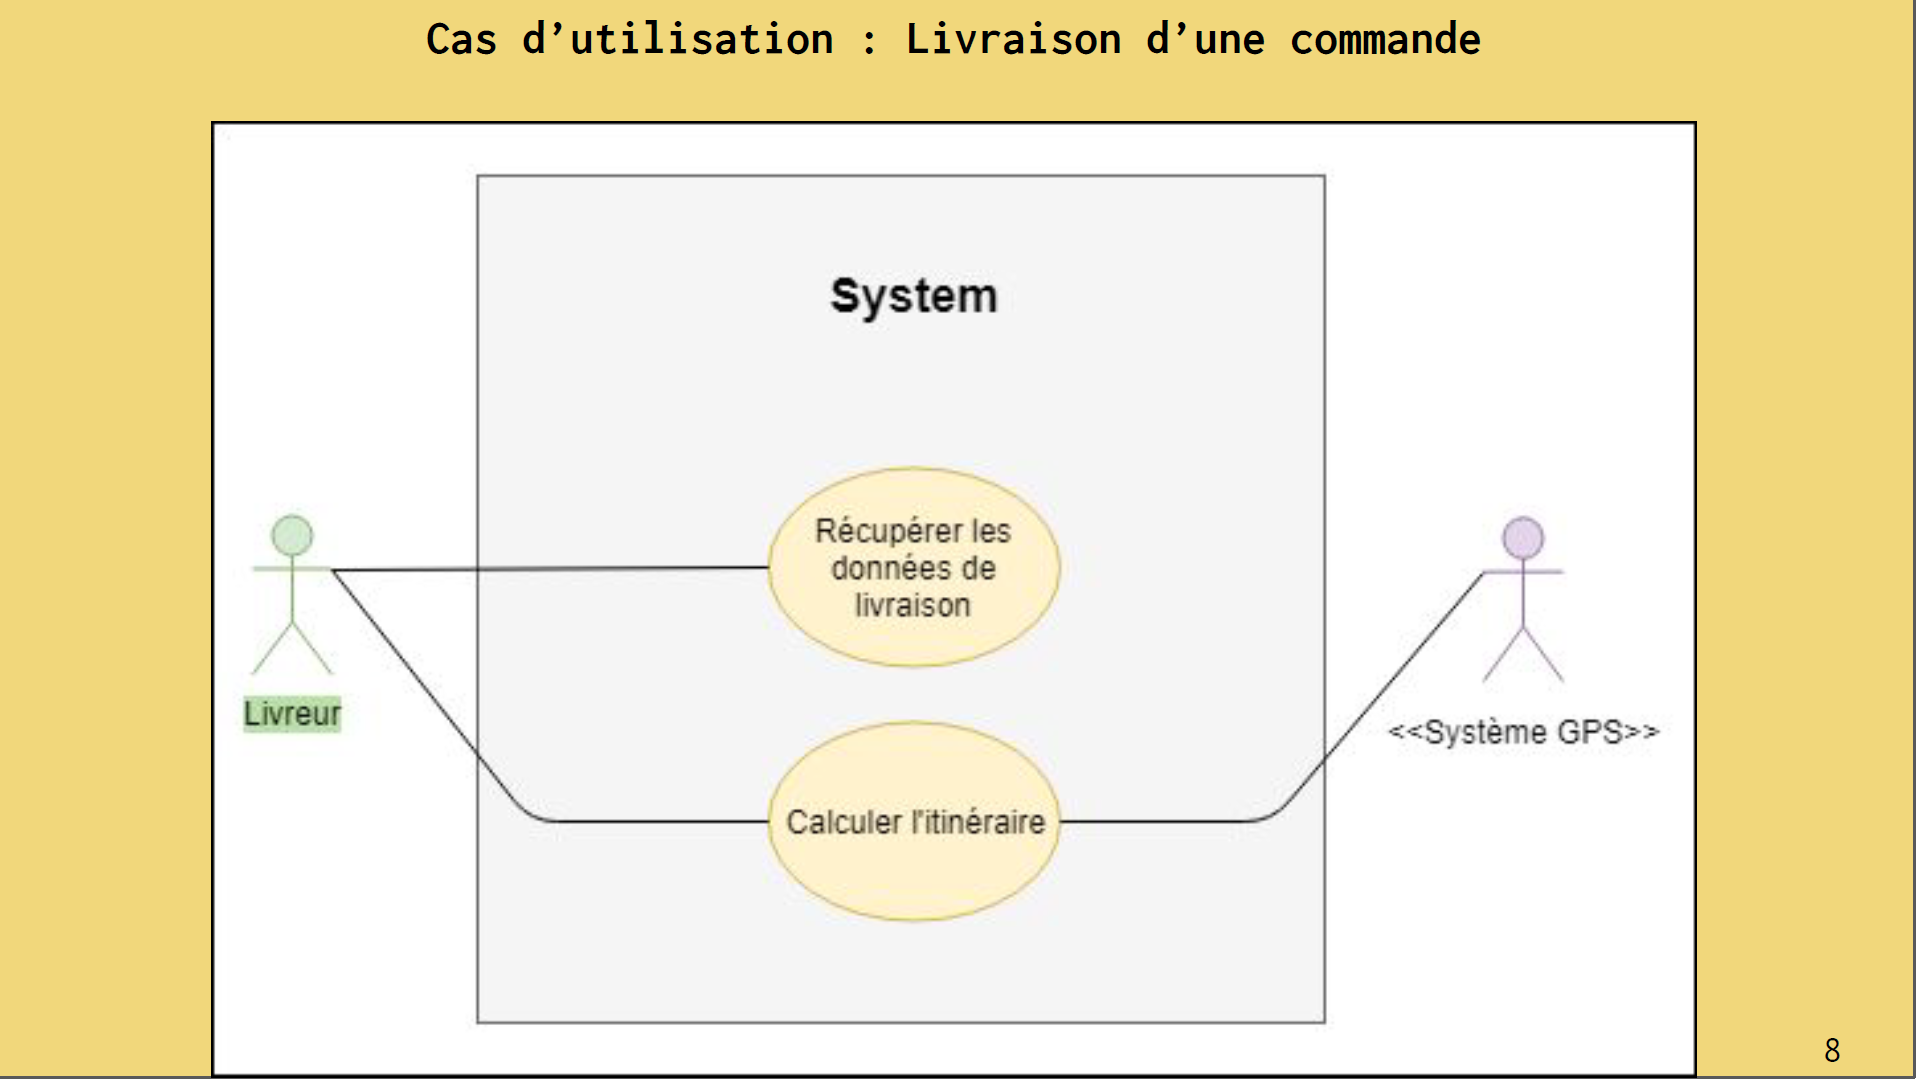 Cas d’utilisation : Livraison d’une commande
System
Récupérer les
données de
livraison
Livreur
<<Système GPS>>
Calculer l'itinéraire
8